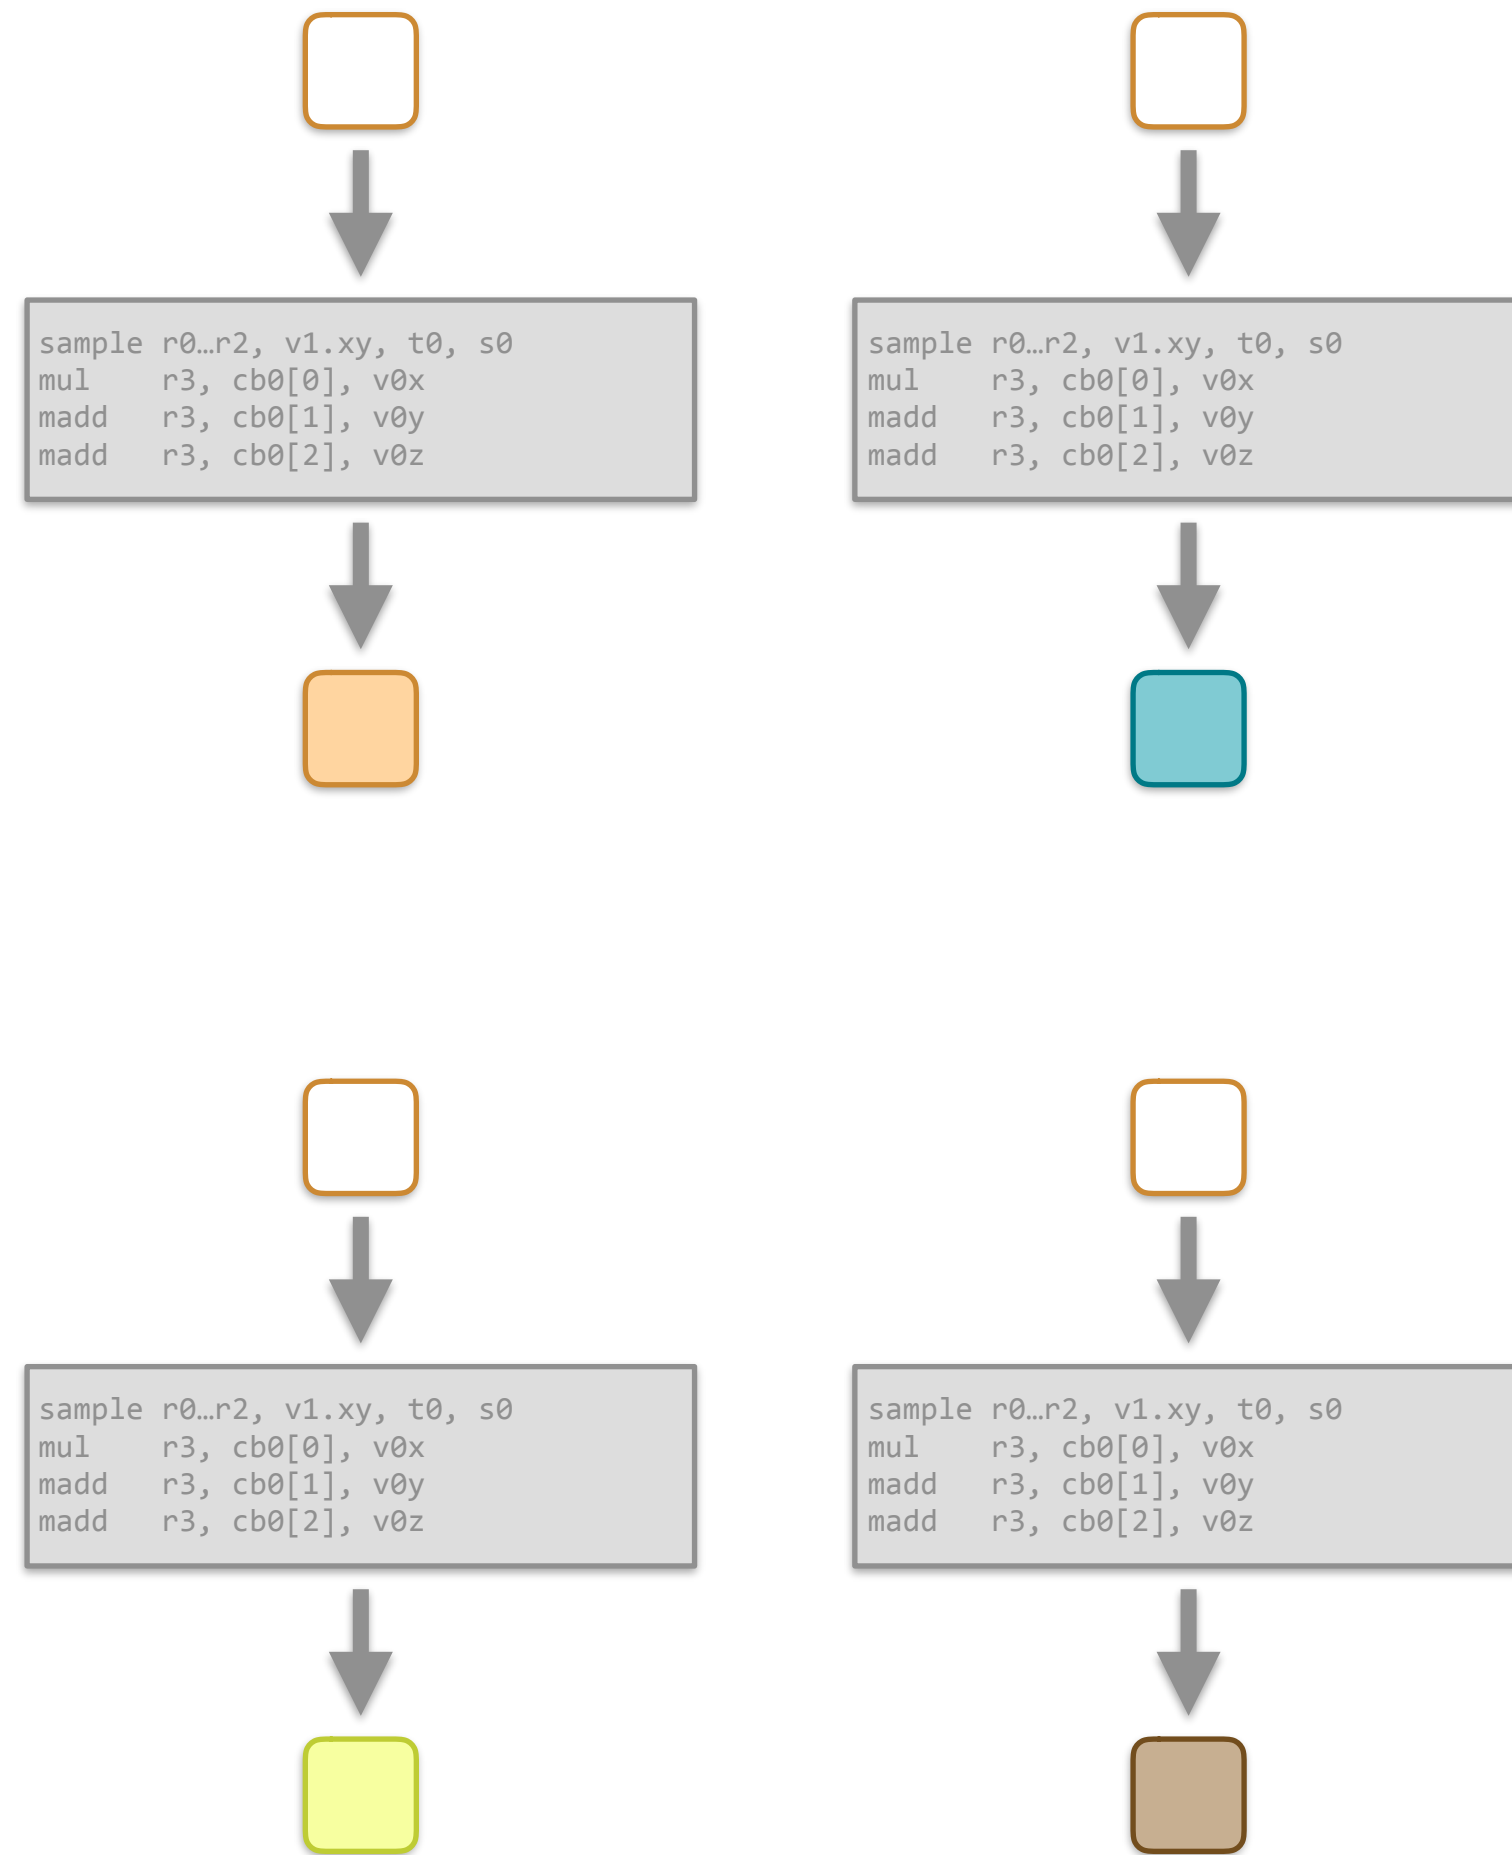 sample r0…r2, v1.xy, t0, s0
mul    r3, cb0[0], v0x
madd   r3, cb0[1], v0y
madd   r3, cb0[2], v0z
sample r0…r2, v1.xy, t0, s0
mul    r3, cb0[0], v0x
madd   r3, cb0[1], v0y
madd   r3, cb0[2], v0z
sample r0…r2, v1.xy, t0, s0
mul    r3, cb0[0], v0x
madd   r3, cb0[1], v0y
madd   r3, cb0[2], v0z
sample r0…r2, v1.xy, t0, s0
mul    r3, cb0[0], v0x
madd   r3, cb0[1], v0y
madd   r3, cb0[2], v0z